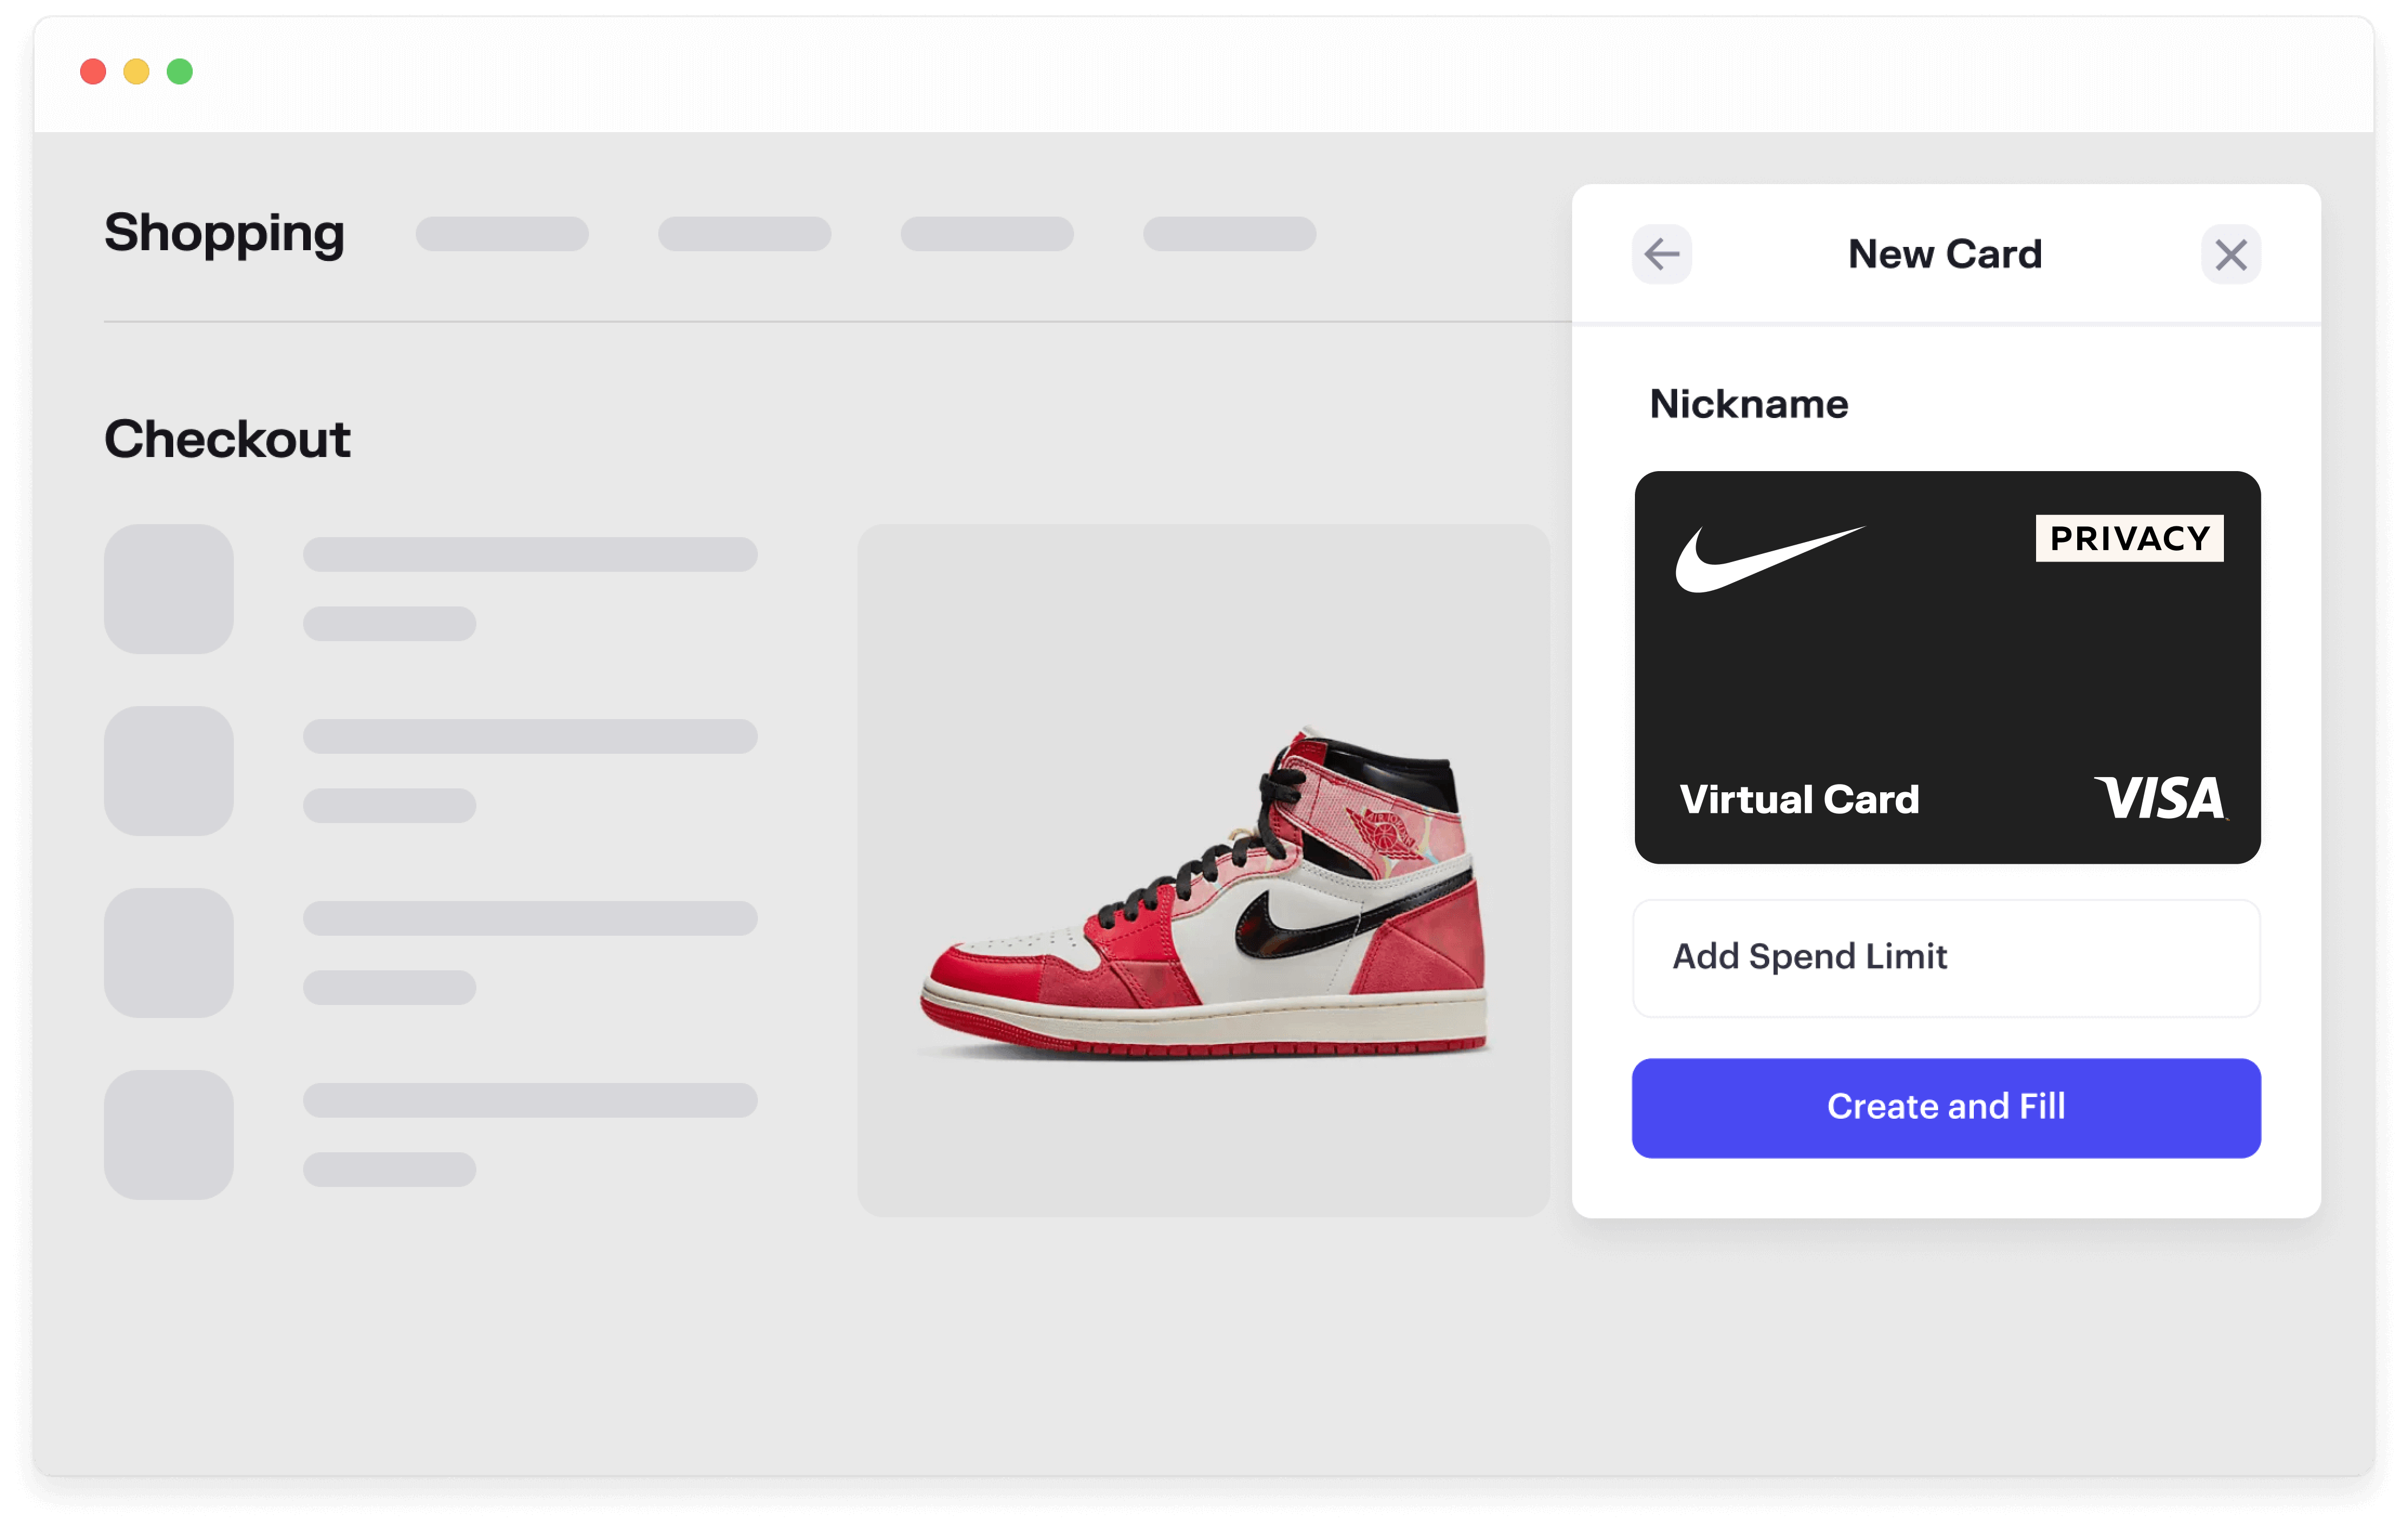 Shopping
Checkout
New Card
Nickname
PRIVACY
Virtual Card
VISA
Add Spend Limit
Create and Fill